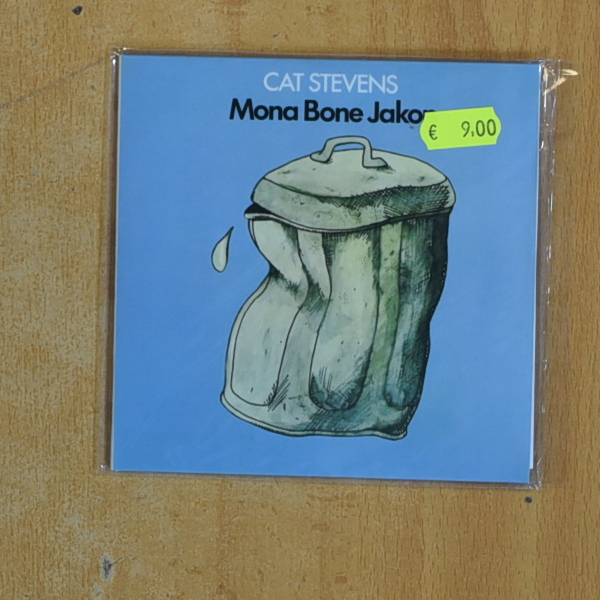 CAT STEVENS
Mona Bone Jakon
€ 9.00